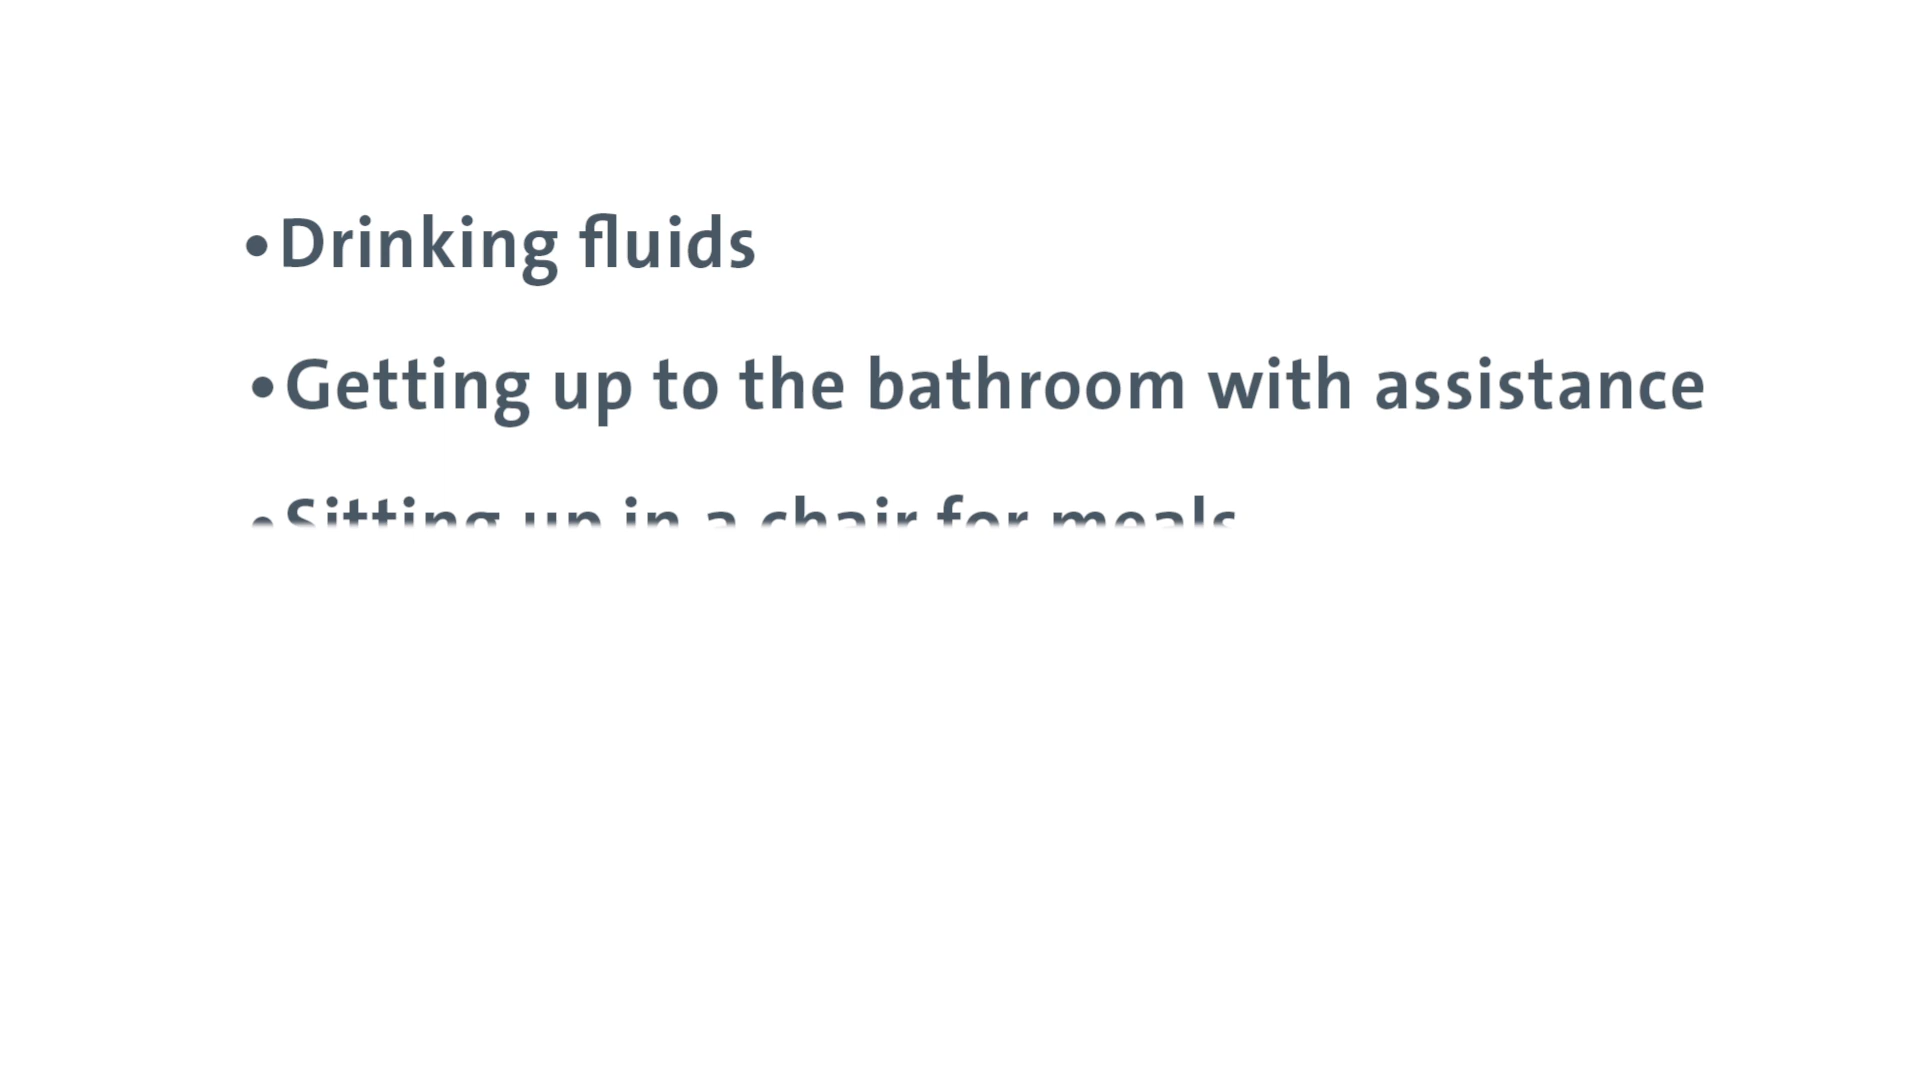 •Drinking fluids
•Getting up to the bathroom with assistance
•Sitting up in a chair for meals